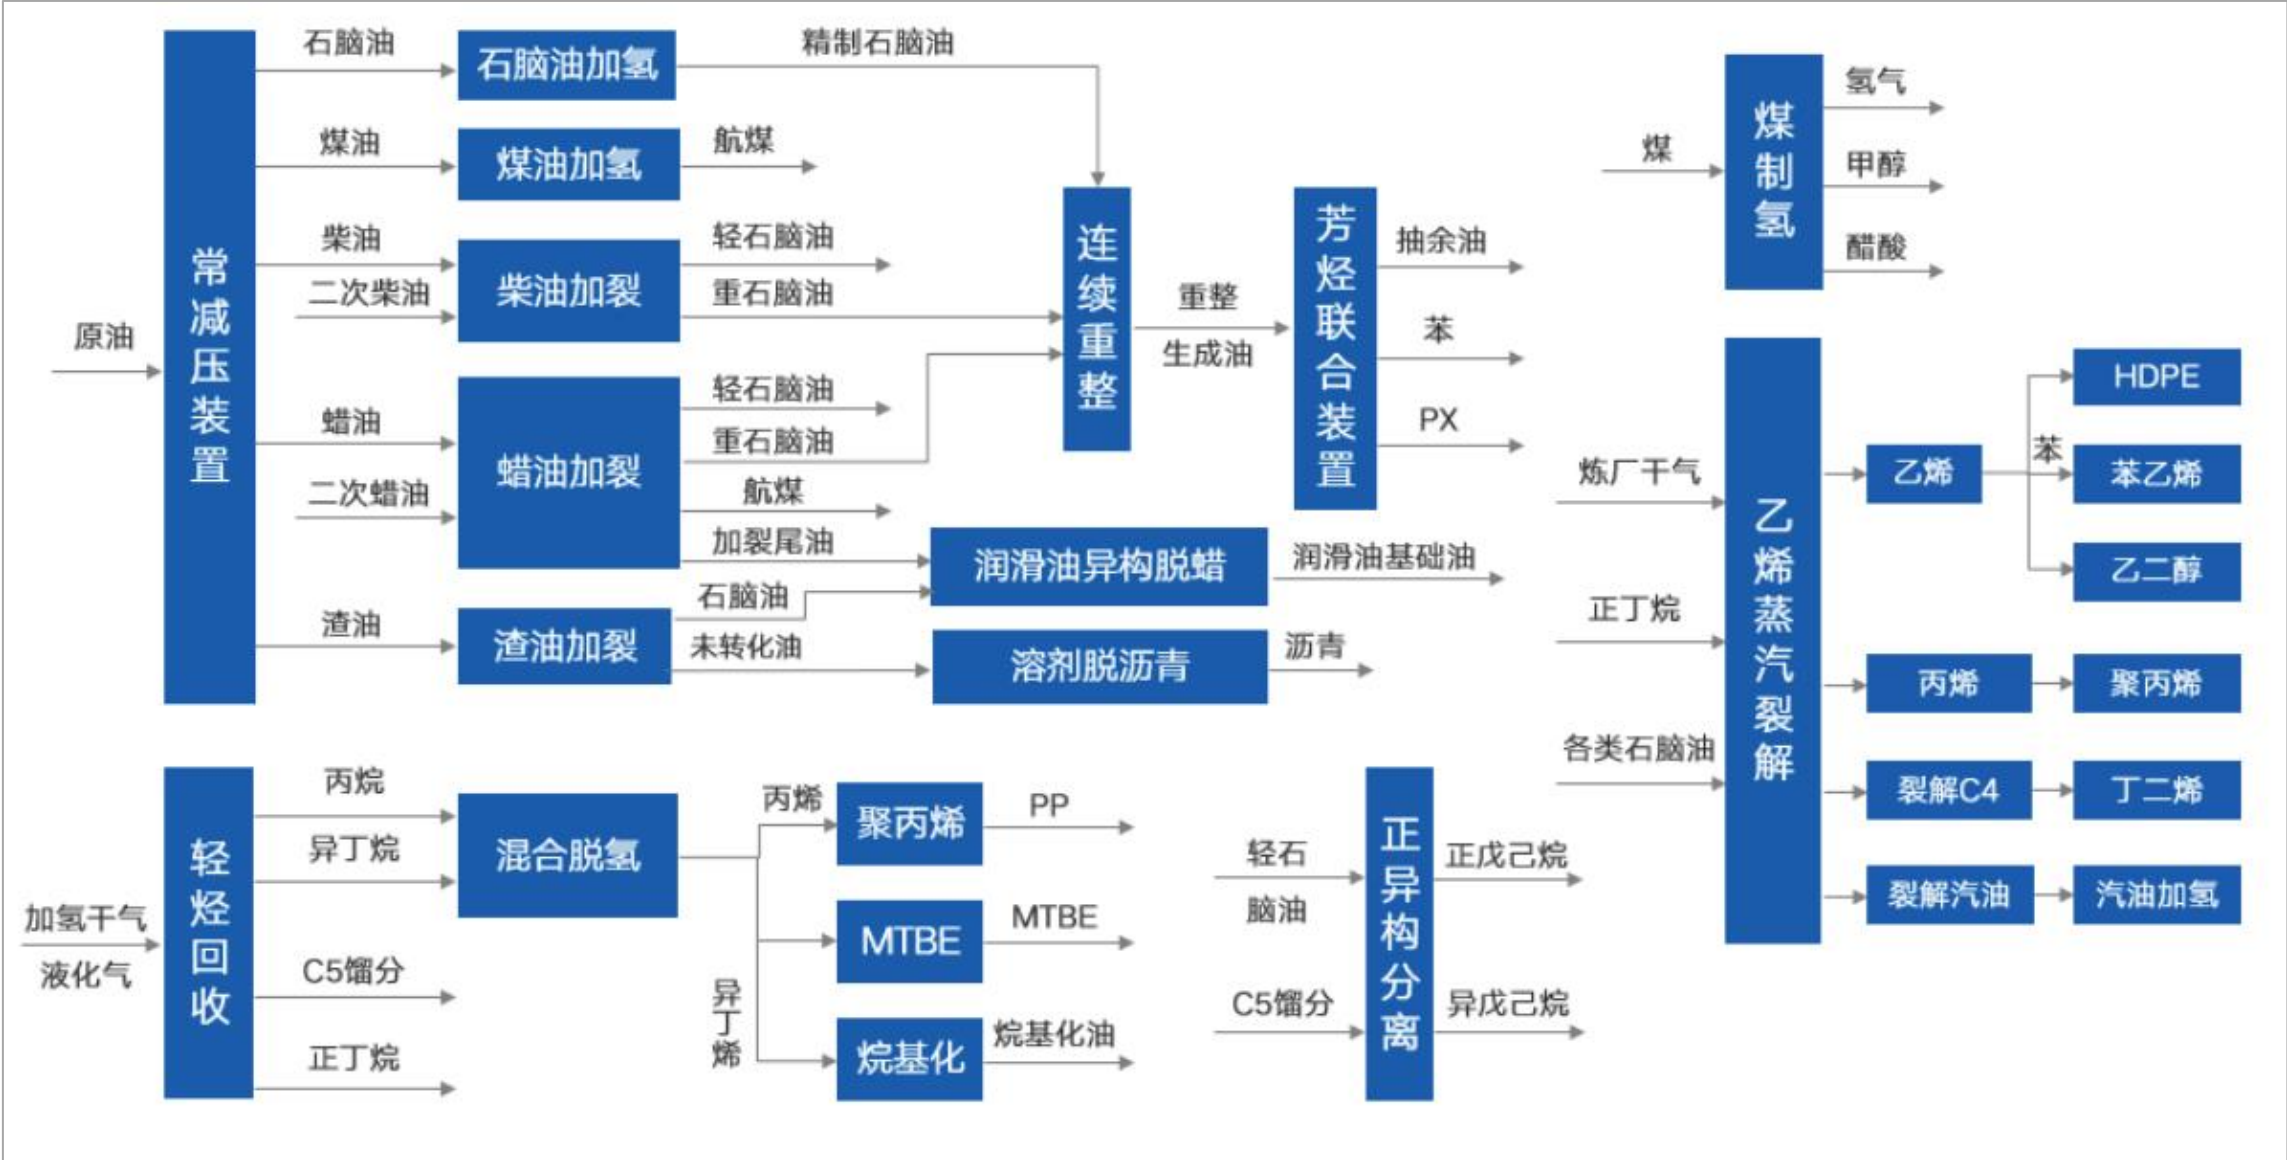 原油
常减压装置
石脑油
石脑油加氢
精制石脑油
煤油
煤油加氢
航煤
柴油
二次柴油
柴油加裂
轻石脑油
重石脑油
蜡油
二次蜡油
蜡油加裂
轻石脑油
重石脑油
航煤
加裂尾油
渣油
渣油加裂
石脑油
未转化油
连续重整
重整
生成油
芳烃联合装置
抽余油
苯
PX
润滑油异构脱蜡
润滑油基础油
溶剂脱沥青
沥青
煤
煤制氢
氢气
甲醇
醋酸
炼厂干气
正丁烷
各类石脑油
乙烯蒸汽裂解
乙烯
苯
HDPE
苯乙烯
乙二醇
丙烯
聚丙烯
裂解C4
丁二烯
裂解汽油
汽油加氢
加氢干气
液化气
轻烃回收
丙烷
异丁烷
C5馏分
正丁烷
混合脱氢
丙烯
异丁烯
聚丙烯
PP
MTBE
MTBE
烷基化
烷基化油
轻石
脑油
C5馏分
正异构分离
正戊己烷
异戊己烷